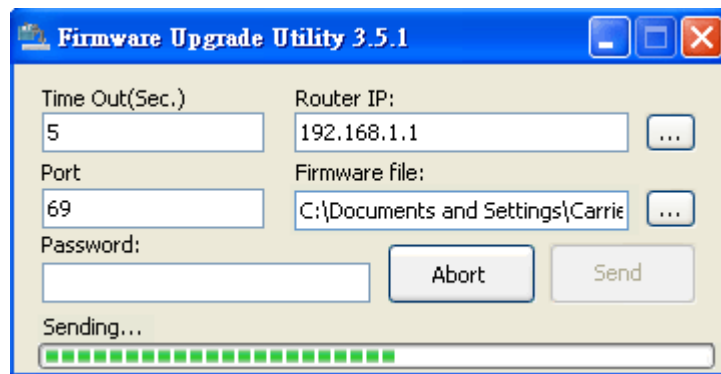 Firmware Upgrade Utility 3.5.1
Time Out(Sec.) Router IP:
5 192.168.1.1 ...
Port Firmware file:
69 C:\Documents and Settings\Carrie ...
Password:
Abort Send
Sending...